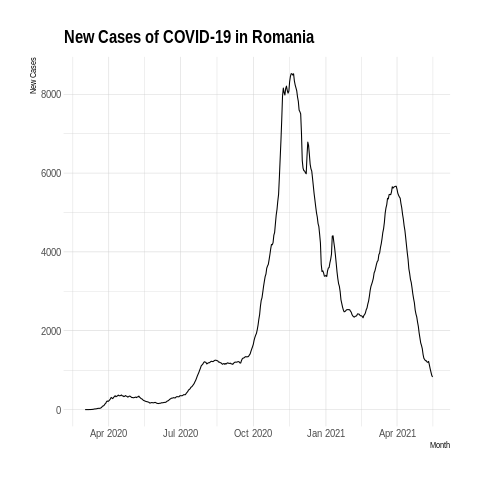 New Cases of COVID-19 in Romania
New Cases
8000
6000
4000
2000
0
Apr 2020 Jul 2020 Oct 2020 Jan 2021 Apr 2021
Month